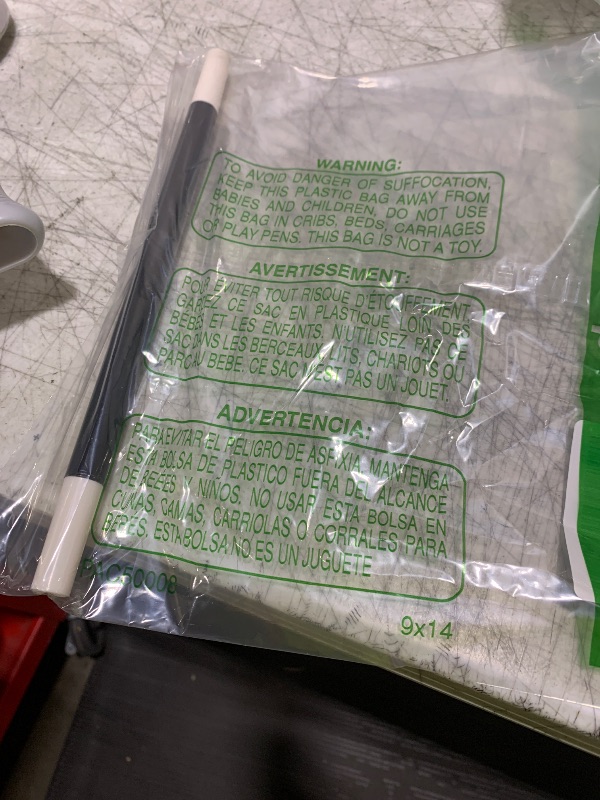 WARNING:
TO AVOID DANGER OF SUFFOCATION,
KEEP THIS PLASTIC BAG AWAY FROM
BABIES AND CHILDREN. DO NOT USE
THIS BAG IN CRIBS, BEDS, CARRIAGES
OR PLAY PENS. THIS BAG IS NOT A TOY.
AVERTISSEMENT:
POUR EVITER TOUT RISQUE D'ÉTOUFFEMENT
GAREZ CE SAC EN PLASTIQUE LOIN DES
BEBES ET LES ENFANTS. N'UTILISEZ PAS CE
SAC DANS LES BERCEAUX, LITS, CHARIOTS OU
PARC AU BEBE. CE SAC N'EST PAS UN JOUET.
ADVERTENCIA:
PARA EVITAR EL PELIGRO DE ASFIXIA, MANTENGA
ESTA BOLSA DE PLASTICO FUERA DEL ALCANCE
DE BEBES Y NINOS. NO USAR ESTA BOLSA EN
CUNAS, CAMAS, CARRIOLAS O CORRALES PARA
BEBES. ESTA BOLSA NO ES UN JUGUETE
9x14